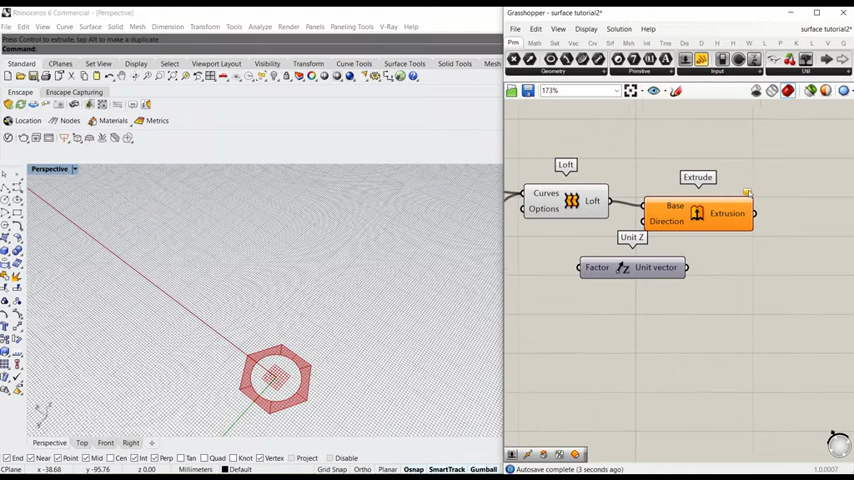 Rhinoceros 6 Commercial - [Perspective]
File Edit View Curve Surface Solid Mesh Dimension Transform Tools Analyze Render Panels Paneling Tools V-Ray Help
Press Control to extrude, tap Alt to make a duplicate
Command:
Standard CPlanes Set View Display Select Viewport Layout Visibility Transform Curve Tools Surface Tools
Enscape Enscape Capturing
Location Nodes Materials Metrics
Perspective
x
y
z
Perspective Top Front Right
End Near Point Mid Cen Int Perp Tan Quad Knot Vertex Project Disable
CPlane x -38.68 y -95.76 z 0.00 Millimeters Default Grid Snap Ortho Planar Osnap SmartTrack Gumball
Grasshopper - surface tutorial2*
File Edit View Display Solution Help surface tutorial2*
Prm Math Set Vec Crv Srf Msh Int Trns Dis
Geometry Primitive Input Util
173%
Loft
Curves
Options
Loft
Extrude
Base
Direction
Extrusion
Unit Z
Factor
Unit vector
Autosave complete (3 seconds ago)
1.0.0007